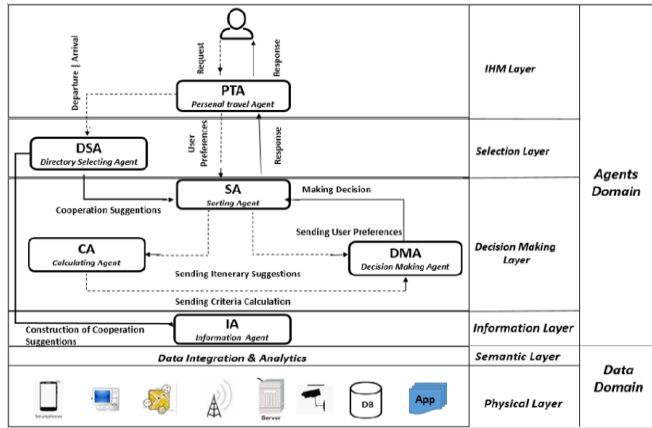 Request
Response
IHM Layer
Departure | Arrival
PTA
Personal travel Agent
User
Preferences
Response
DSA
Directory Selecting Agent
Selection Layer
Agents
Domain
SA
Sorting Agent
Making Decision
Cooperation Suggestions
Sending User Preferences
Decision Making
Layer
CA
Calculating Agent
DMA
Decision Making Agent
Sending Itenerary Suggestions
Sending Criteria Calculation
IA
Information Agent
Construction of Cooperation
Suggestions
Information Layer
Data Integration & Analytics
Semantic Layer
Data
Domain
Smartphones
Server
DB
App
Physical Layer